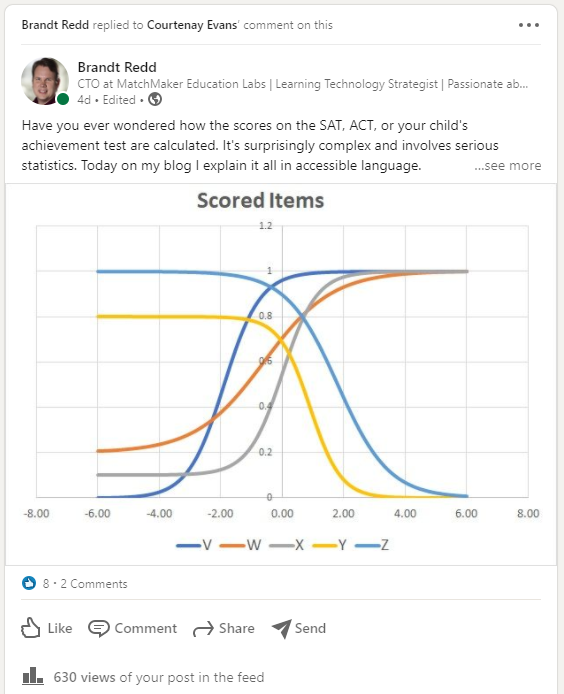 Brandt Redd replied to Courtenay Evans' comment on this
Brandt Redd
CTO at MatchMaker Education Labs | Learning Technology Strategist | Passionate ab...
4d • Edited •
Have you ever wondered how the scores on the SAT, ACT, or your child's
achievement test are calculated. It's surprisingly complex and involves serious
statistics. Today on my blog I explain it all in accessible language. ...see more
Scored Items
1.2
1
0.8
0.6
0.4
0.2
0
-8.00 -6.00 -4.00 -2.00 0.00 2.00 4.00 6.00 8.00
V W X Y Z
8 • 2 Comments
Like Comment Share Send
630 views of your post in the feed